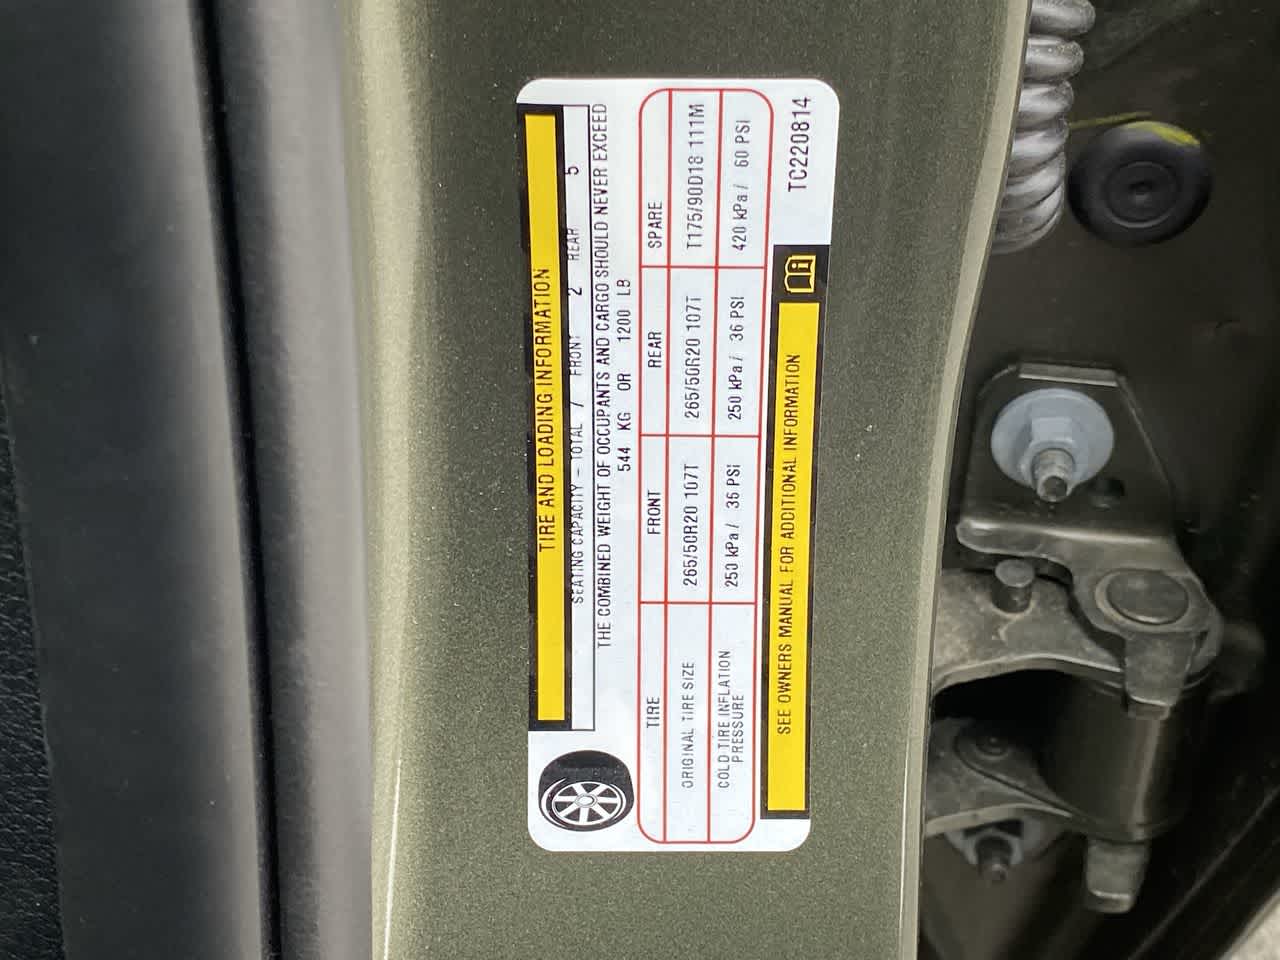 TIRE AND LOADING INFORMATION
SEATING CAPACITY - TOTAL 7 FRONT 2 REAR 5
THE COMBINED WEIGHT OF OCCUPANTS AND CARGO SHOULD NEVER EXCEED
544 KG OR 1200 LB
TIRE FRONT REAR SPARE
ORIGINAL TIRE SIZE 265/50R20 107T 265/50R20 107T T175/90D18 111M
COLD TIRE INFLATION PRESSURE 250 kPa / 36 PSI 250 kPa / 36 PSI 420 kPa / 60 PSI
SEE OWNERS MANUAL FOR ADDITIONAL INFORMATION
TC220814